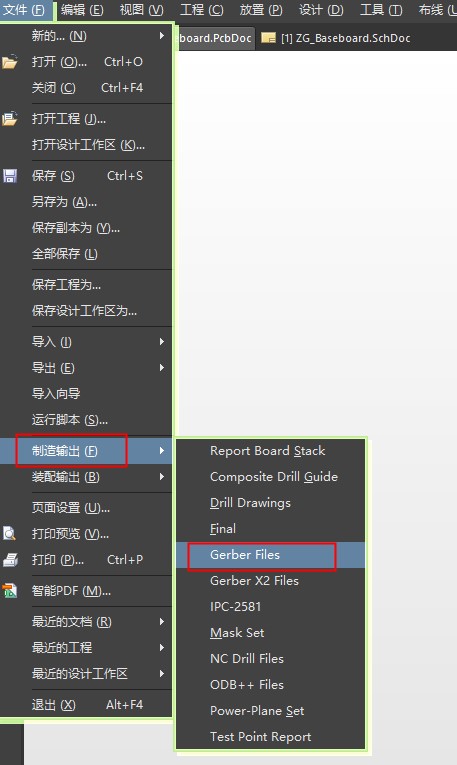 文件 (F) 编辑 (E) 视图 (V) 工程 (C) 放置 (P) 设计 (D) 工具 (T) 布线 (U
board.PcbDoc [1] ZG_Baseboard.SchDoc
新的... (N)
打开 (O)... Ctrl+O
关闭 (C) Ctrl+F4
打开工程 (J)...
打开设计工作区 (K)...
保存 (S) Ctrl+S
另存为 (A)...
保存副本为 (Y)...
全部保存 (L)
保存工程为...
保存设计工作区为...
导入 (I)
导出 (E)
导入向导
运行脚本 (S)...
制造输出 (F)
装配输出 (B)
页面设置 (U)...
打印预览 (V)...
打印 (P)... Ctrl+P
智能PDF (M)...
最近的文档 (R)
最近的工程
最近的设计工作区
退出 (X) Alt+F4
Report Board Stack
Composite Drill Guide
Drill Drawings
Final
Gerber Files
Gerber X2 Files
IPC-2581
Mask Set
NC Drill Files
ODB++ Files
Power-Plane Set
Test Point Report